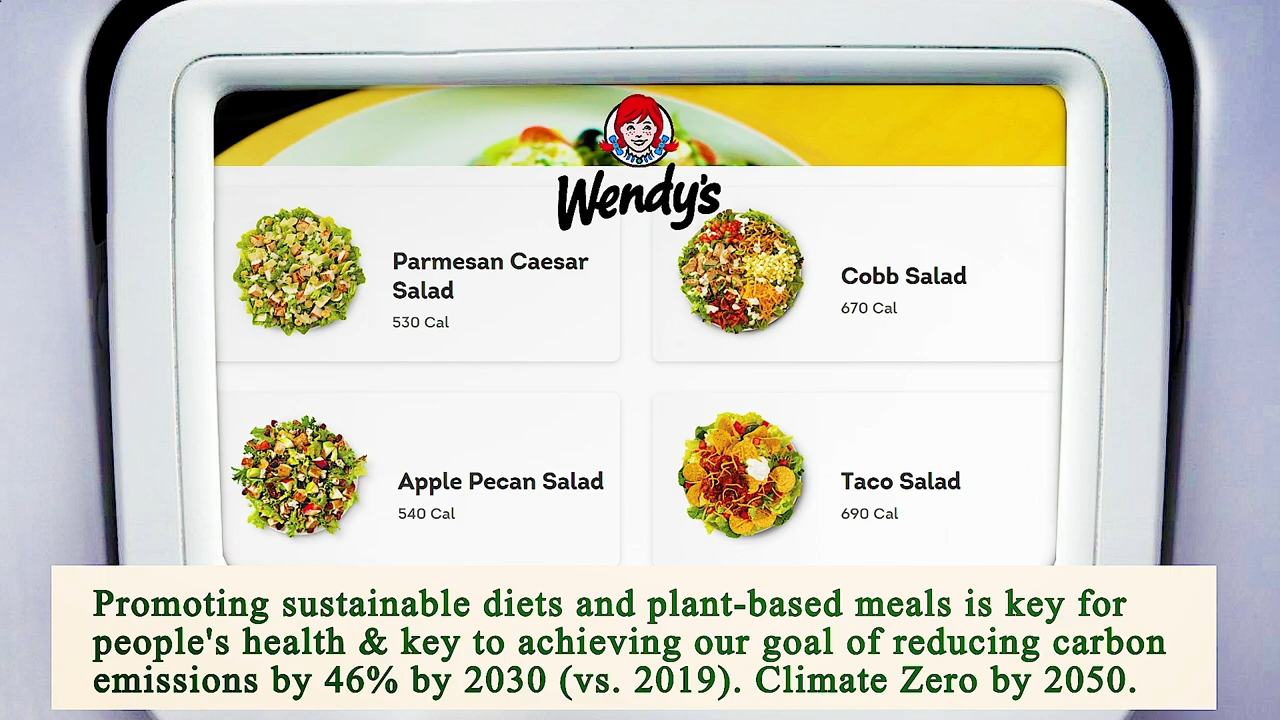 Wendy's
Parmesan Caesar
Salad
530 Cal
Cobb Salad
670 Cal
Apple Pecan Salad
540 Cal
Taco Salad
690 Cal
Promoting sustainable diets and plant-based meals is key for
people's health & key to achieving our goal of reducing carbon
emissions by 46% by 2030 (vs. 2019). Climate Zero by 2050.